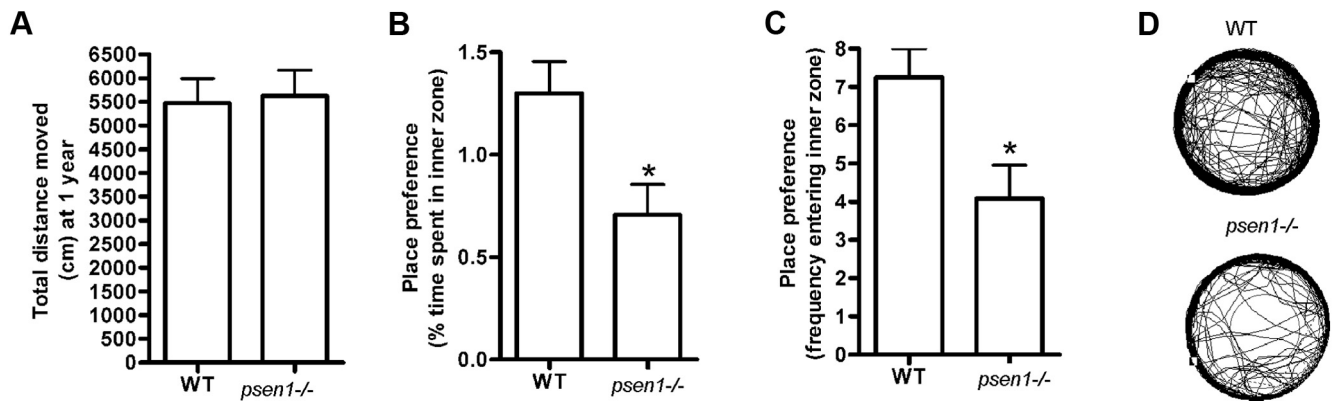 A
Total distance moved
(cm) at 1 year
6500
6000
5500
5000
4500
4000
3500
3000
2500
2000
1500
1000
500
0
WT
psen1-/-
B
Place preference
(% time spent in inner zone)
1.5
1.0
0.5
0.0
*
WT
psen1-/-
C
Place preference
(frequency entering inner zone)
8
7
6
5
4
3
2
1
0
*
WT
psen1-/-
D
WT
psen1-/-